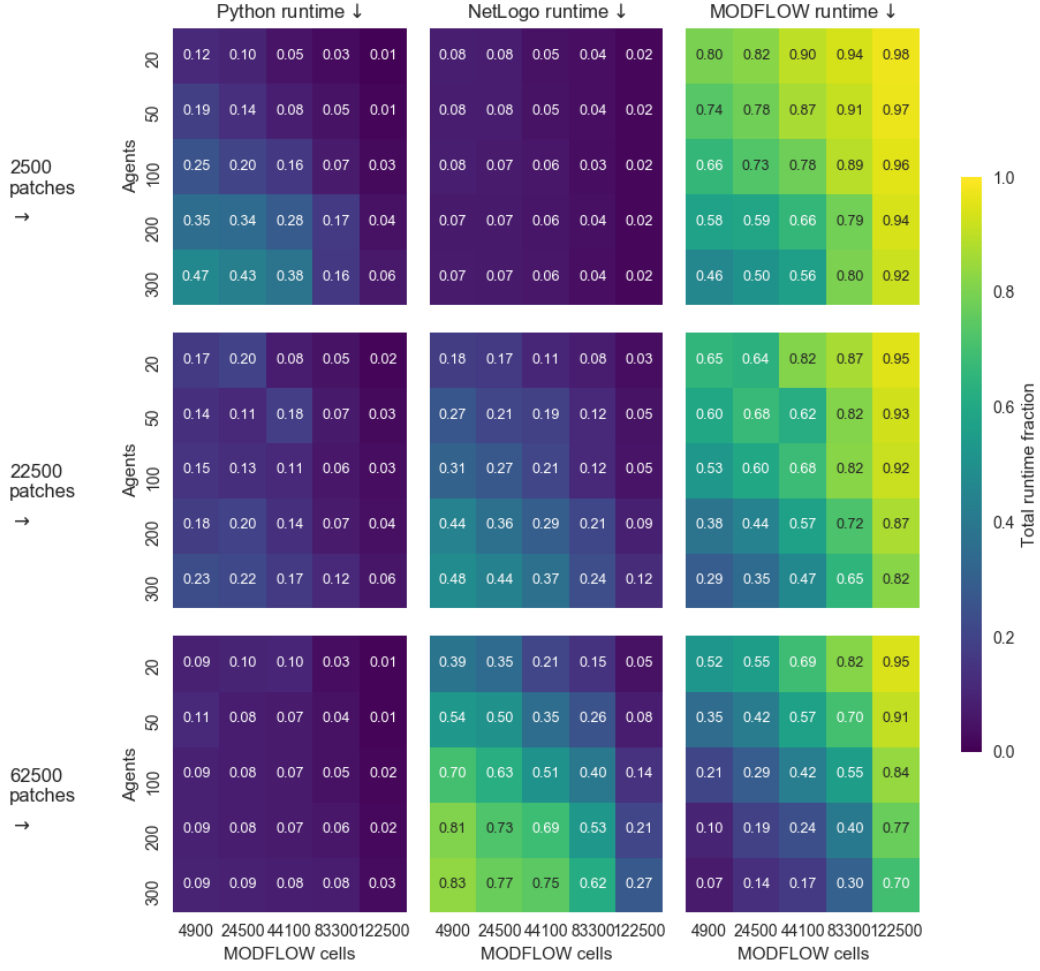 Python runtime ↓ NetLogo runtime ↓ MODFLOW runtime ↓
20 0.12 0.10 0.05 0.03 0.01 0.08 0.08 0.05 0.04 0.02 0.80 0.82 0.90 0.94 0.98
50 0.19 0.14 0.08 0.05 0.01 0.08 0.08 0.05 0.04 0.02 0.74 0.78 0.87 0.91 0.97
2500
patches
→
Agents
100 0.25 0.20 0.16 0.07 0.03 0.08 0.07 0.06 0.03 0.02 0.66 0.73 0.78 0.89 0.96
200 0.35 0.34 0.28 0.17 0.04 0.07 0.07 0.06 0.04 0.02 0.58 0.59 0.66 0.79 0.94
300 0.47 0.43 0.38 0.16 0.06 0.07 0.07 0.06 0.04 0.02 0.46 0.50 0.56 0.80 0.92
20 0.17 0.20 0.08 0.05 0.02 0.18 0.17 0.11 0.08 0.03 0.65 0.64 0.82 0.87 0.95
50 0.14 0.11 0.18 0.07 0.03 0.27 0.21 0.19 0.12 0.05 0.60 0.68 0.62 0.82 0.93
22500
patches
→
Agents
100 0.15 0.13 0.11 0.06 0.03 0.31 0.27 0.21 0.12 0.05 0.53 0.60 0.68 0.82 0.92
200 0.18 0.20 0.14 0.07 0.04 0.44 0.36 0.29 0.21 0.09 0.38 0.44 0.57 0.72 0.87
300 0.23 0.22 0.17 0.12 0.06 0.48 0.44 0.37 0.24 0.12 0.29 0.35 0.47 0.65 0.82
20 0.09 0.10 0.10 0.03 0.01 0.39 0.35 0.21 0.15 0.05 0.52 0.55 0.69 0.82 0.95
50 0.11 0.08 0.07 0.04 0.01 0.54 0.50 0.35 0.26 0.08 0.35 0.42 0.57 0.70 0.91
62500
patches
→
Agents
100 0.09 0.08 0.07 0.05 0.02 0.70 0.63 0.51 0.40 0.14 0.21 0.29 0.42 0.55 0.84
200 0.09 0.08 0.07 0.06 0.02 0.81 0.73 0.69 0.53 0.21 0.10 0.19 0.24 0.40 0.77
300 0.09 0.09 0.08 0.08 0.03 0.83 0.77 0.75 0.62 0.27 0.07 0.14 0.17 0.30 0.70
4900 24500 44100 83300 122500 4900 24500 44100 83300 122500 4900 24500 44100 83300 122500
MODFLOW cells MODFLOW cells MODFLOW cells
1.0
0.8
0.6
0.4
0.2
0.0
Total runtime fraction